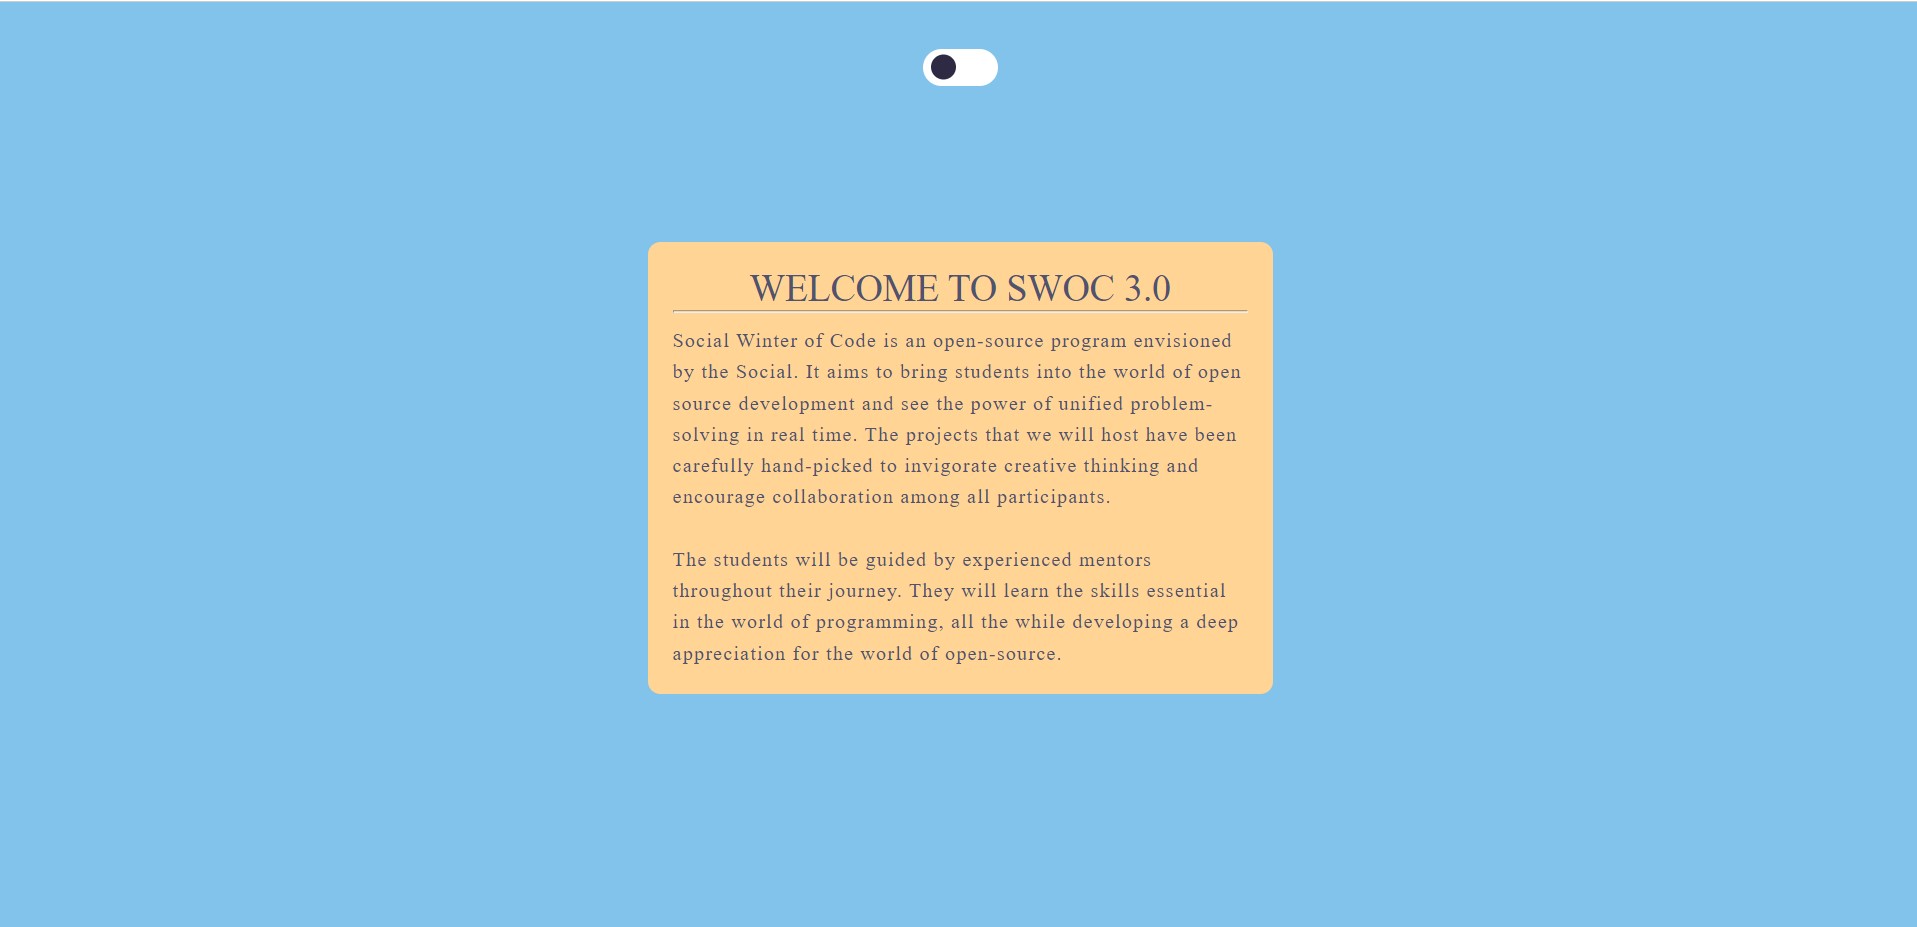 WELCOME TO SWOC 3.0
Social Winter of Code is an open-source program envisioned
by the Social. It aims to bring students into the world of open
source development and see the power of unified problem-
solving in real time. The projects that we will host have been
carefully hand-picked to invigorate creative thinking and
encourage collaboration among all participants.
The students will be guided by experienced mentors
throughout their journey. They will learn the skills essential
in the world of programming, all the while developing a deep
appreciation for the world of open-source.